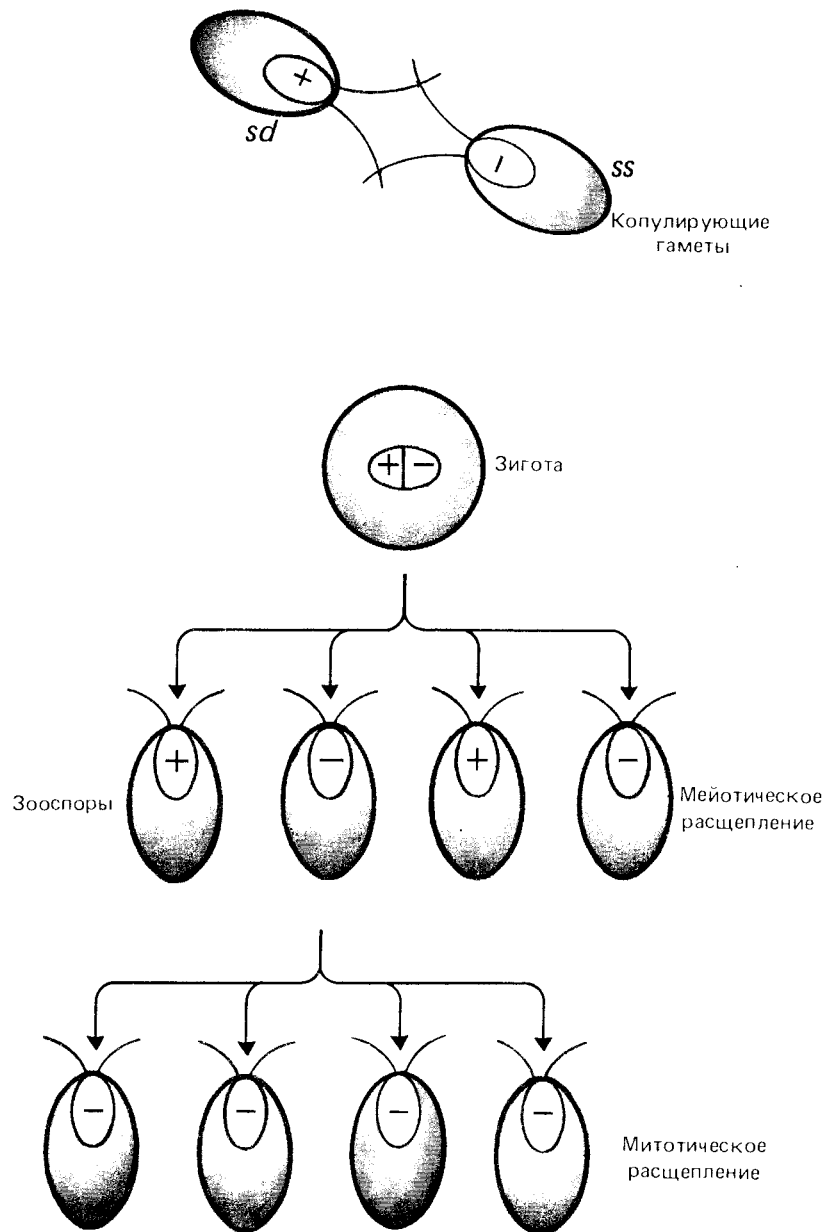 +
sd
−
ss
Копулирующие
гаметы
+ −
Зигота
+ − + −
Зооспоры
Мейотическое
расщепление
− − − −
Митотическое
расщепление